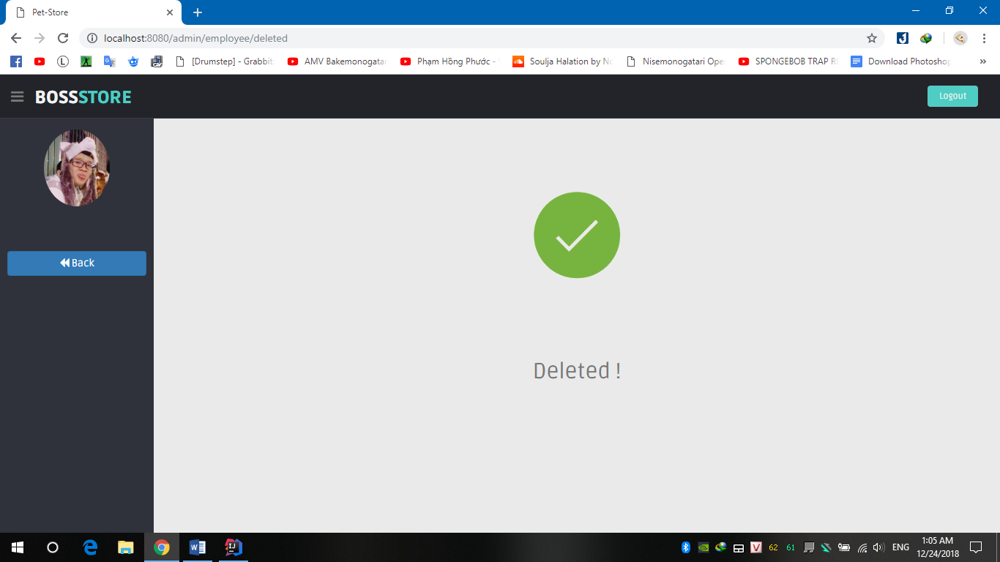 Pet-Store
localhost:8080/admin/employee/deleted
[Drumstep] - Grabbit
AMV Bakemonogatar
Phạm Hồng Phước -
Soulja Halation by No
Nisemonogatari Ope
SPONGEBOB TRAP R
Download Photoshop
BOSSSTORE
Logout
Back
Deleted !
62
61
ENG
1:05 AM
12/24/2018